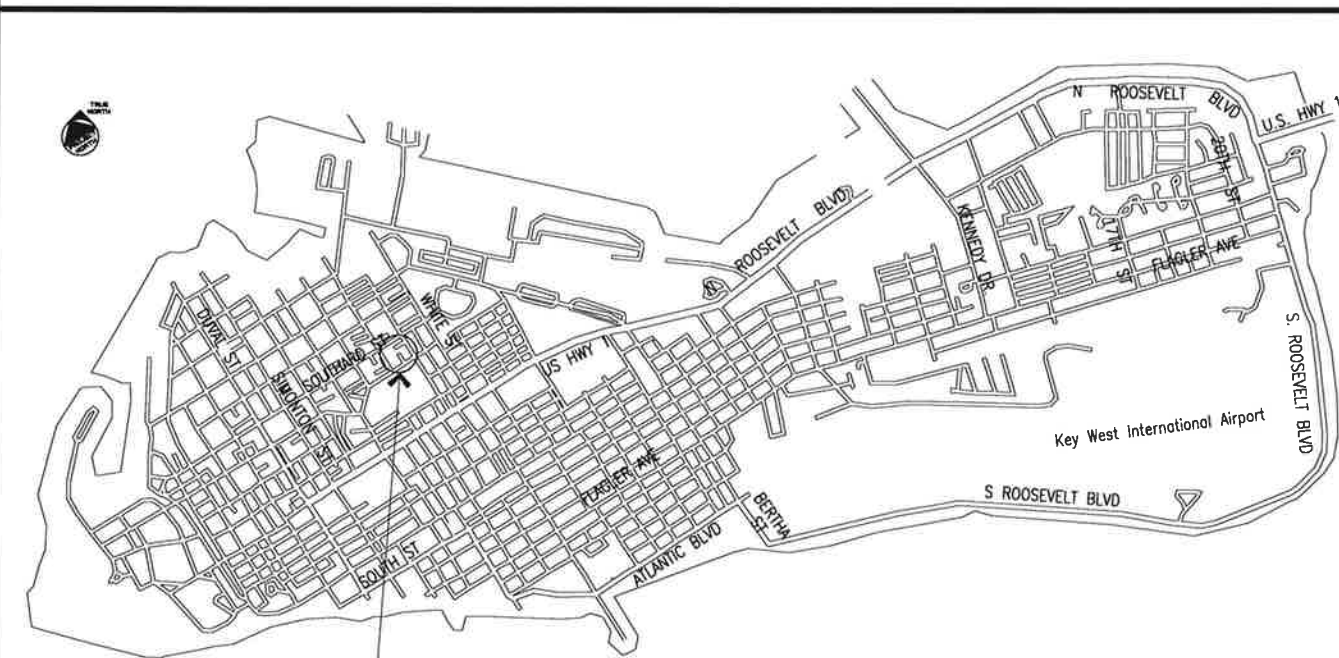 TRUE
NORTH
N ROOSEVELT BLVD
U.S. HWY 1
20TH ST
17TH ST
KENNEDY DR
FLAGLER AVE
N ROOSEVELT BLVD
WHITE ST
DUVAL ST
SOUTHARD ST
SIMONTON ST
US HWY 1
S. ROOSEVELT BLVD
Key West International Airport
FLAGLER AVE
S ROOSEVELT BLVD
BERTHA ST
ATLANTIC BLVD
SOUTH ST